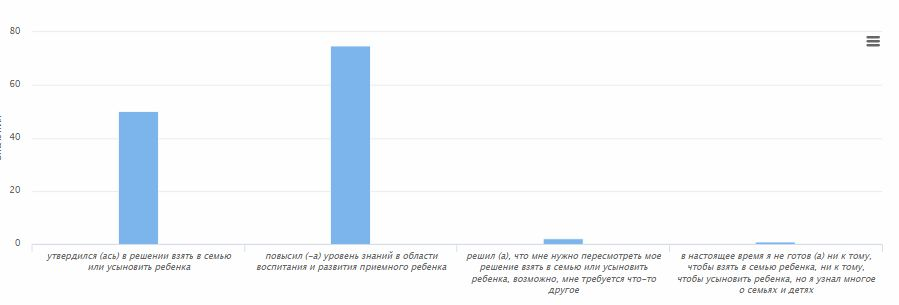 80
60
40
20
0
утвердился (ась) в решении взять в семью
или усыновить ребенка
повысил (-а) уровень знаний в области
воспитания и развития приемного ребенка
решил (а), что мне нужно пересмотреть мое
решение взять в семью или усыновить
ребенка, возможно, мне требуется что-то
другое
в настоящее время я не готов (а) ни к тому,
чтобы взять в семью ребенка, ни к тому,
чтобы усыновить ребенка, но я узнал многое
о семьях и детях